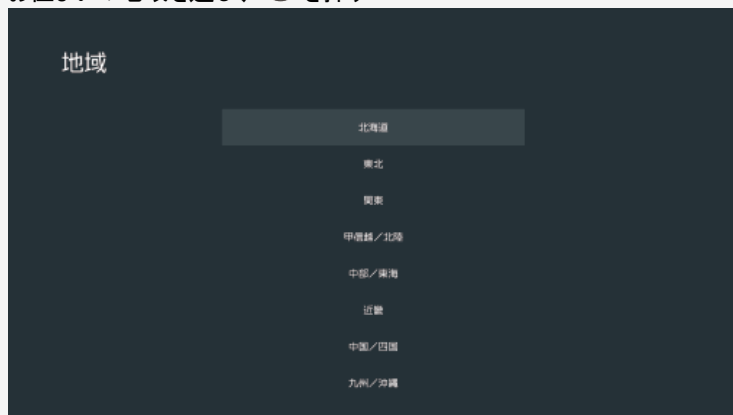 地域
北海道
東北
関東
甲信越／北陸
中部／東海
近畿
中国／四国
九州／沖縄